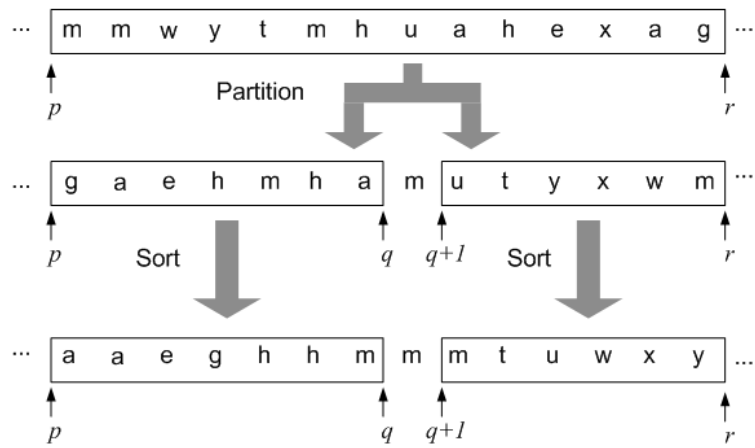 ... m m w y t m h u a h e x a g ...
p r
Partition
... g a e h m h a m u t y x w m ...
p q q+1 r
Sort Sort
... a a e g h h m m m t u w x y ...
p q q+1 r